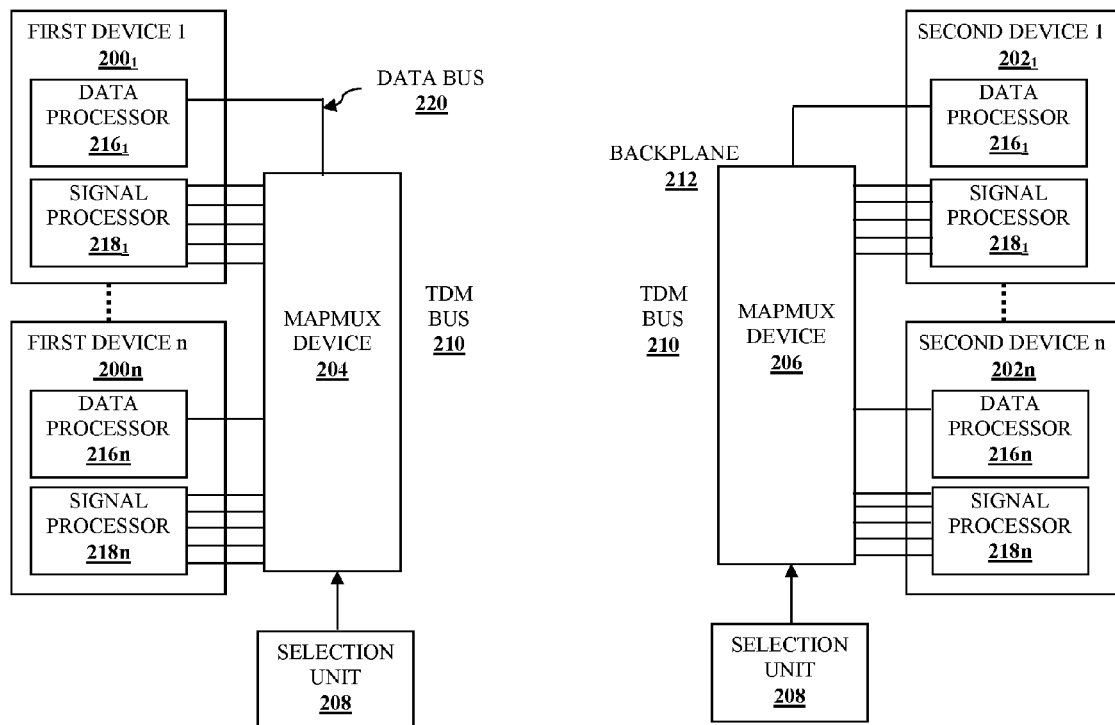 FIRST DEVICE 1
200₁
DATA
PROCESSOR
216₁
SIGNAL
PROCESSOR
218₁
FIRST DEVICE n
200n
DATA
PROCESSOR
216n
SIGNAL
PROCESSOR
218n
DATA BUS
220
MAPMUX
DEVICE
204
TDM
BUS
210
SELECTION
UNIT
208
BACKPLANE
212
TDM
BUS
210
MAPMUX
DEVICE
206
SELECTION
UNIT
208
SECOND DEVICE 1
202₁
DATA
PROCESSOR
216₁
SIGNAL
PROCESSOR
218₁
SECOND DEVICE n
202n
DATA
PROCESSOR
216n
SIGNAL
PROCESSOR
218n